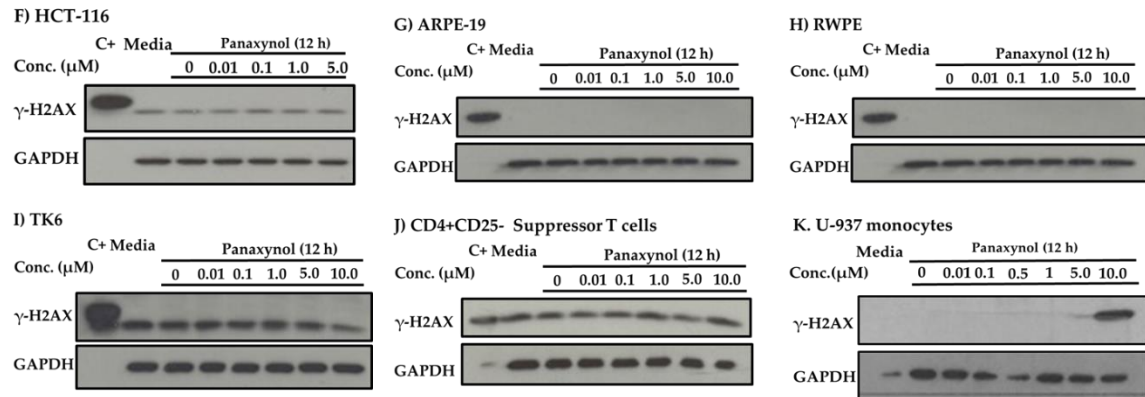 F) HCT-116
C+ Media Panaxynol (12 h)
Conc. (μM) 0 0.01 0.1 1.0 5.0
γ-H2AX
GAPDH
G) ARPE-19
C+ Media Panaxynol (12 h)
Conc. (μM) 0 0.01 0.1 1.0 5.0 10.0
γ-H2AX
GAPDH
H) RWPE
C+ Media Panaxynol (12 h)
Conc. (μM) 0 0.01 0.1 1.0 5.0 10.0
γ-H2AX
GAPDH
I) TK6
C+ Media Panaxynol (12 h)
Conc. (μM) 0 0.01 0.1 1.0 5.0 10.0
γ-H2AX
GAPDH
J) CD4+CD25- Suppressor T cells
C+ Media Panaxynol (12 h)
Conc.(μM) 0 0.01 0.1 1.0 5.0 10.0
γ-H2AX
GAPDH
K. U-937 monocytes
Media Panaxynol (12 h)
Conc.(μM) 0 0.01 0.1 0.5 1 5.0 10.0
γ-H2AX
GAPDH